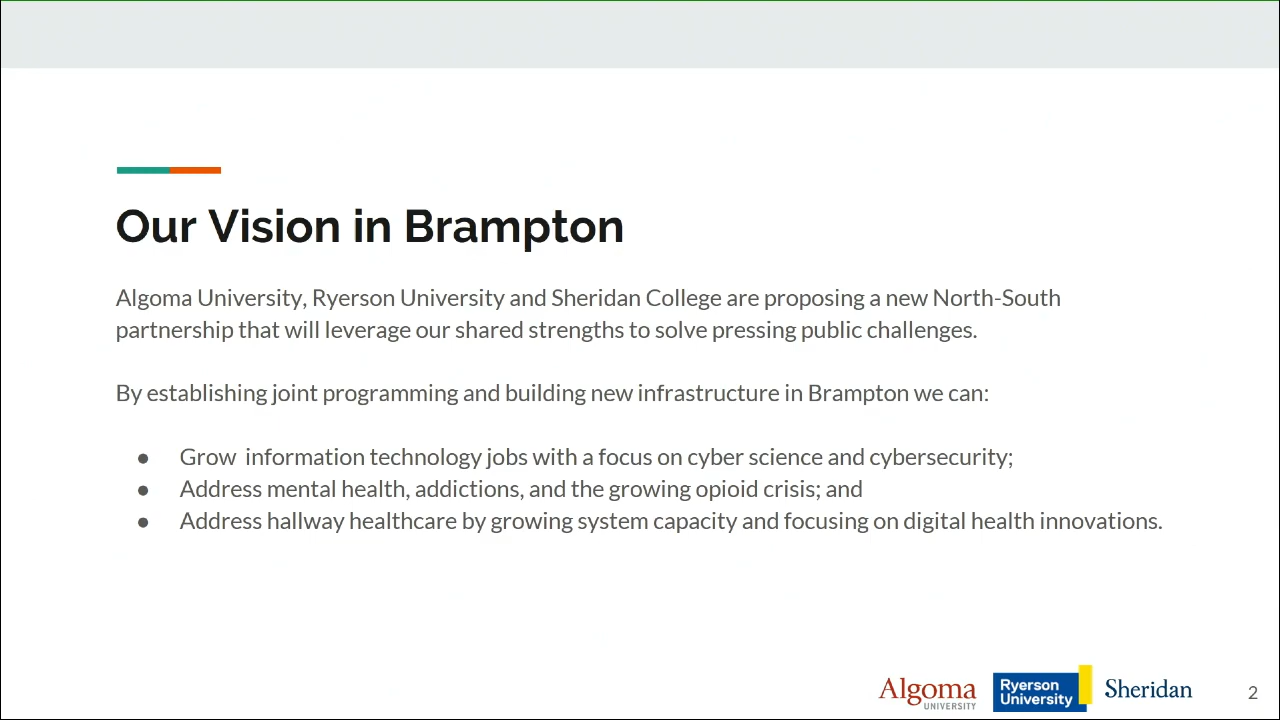 Our Vision in Brampton
Algoma University, Ryerson University and Sheridan College are proposing a new North-South
partnership that will leverage our shared strengths to solve pressing public challenges.
By establishing joint programming and building new infrastructure in Brampton we can:
● Grow  information technology jobs with a focus on cyber science and cybersecurity;
● Address mental health, addictions, and the growing opioid crisis; and
● Address hallway healthcare by growing system capacity and focusing on digital health innovations.
Algoma
UNIVERSITY
Ryerson
University
Sheridan
2